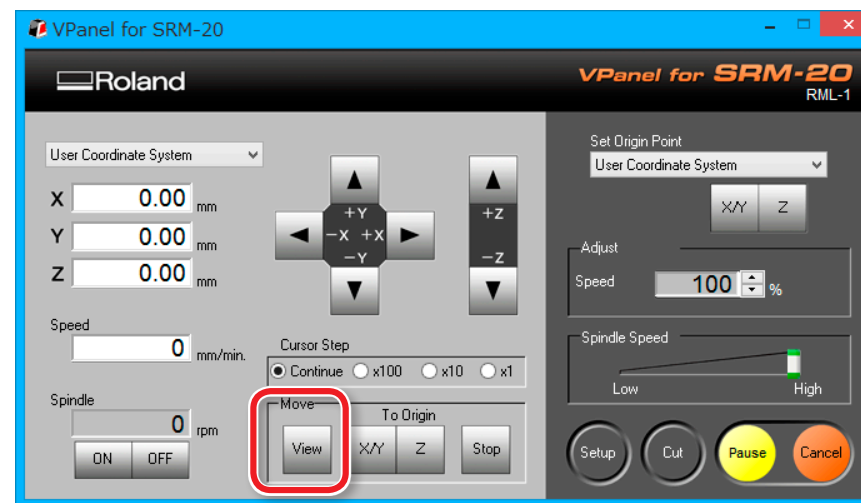 VPanel for SRM-20
Roland
VPanel for SRM-20
RML-1
User Coordinate System
X 0.00 mm
Y 0.00 mm
Z 0.00 mm
Speed
0 mm/min.
Spindle
0 rpm
ON OFF
+Y
-X +X
-Y
+Z
-Z
Cursor Step
Continue x100 x10 x1
Move
To Origin
View X/Y Z Stop
Set Origin Point
User Coordinate System
X/Y Z
Adjust
Speed 100 %
Spindle Speed
Low High
Setup Cut Pause Cancel